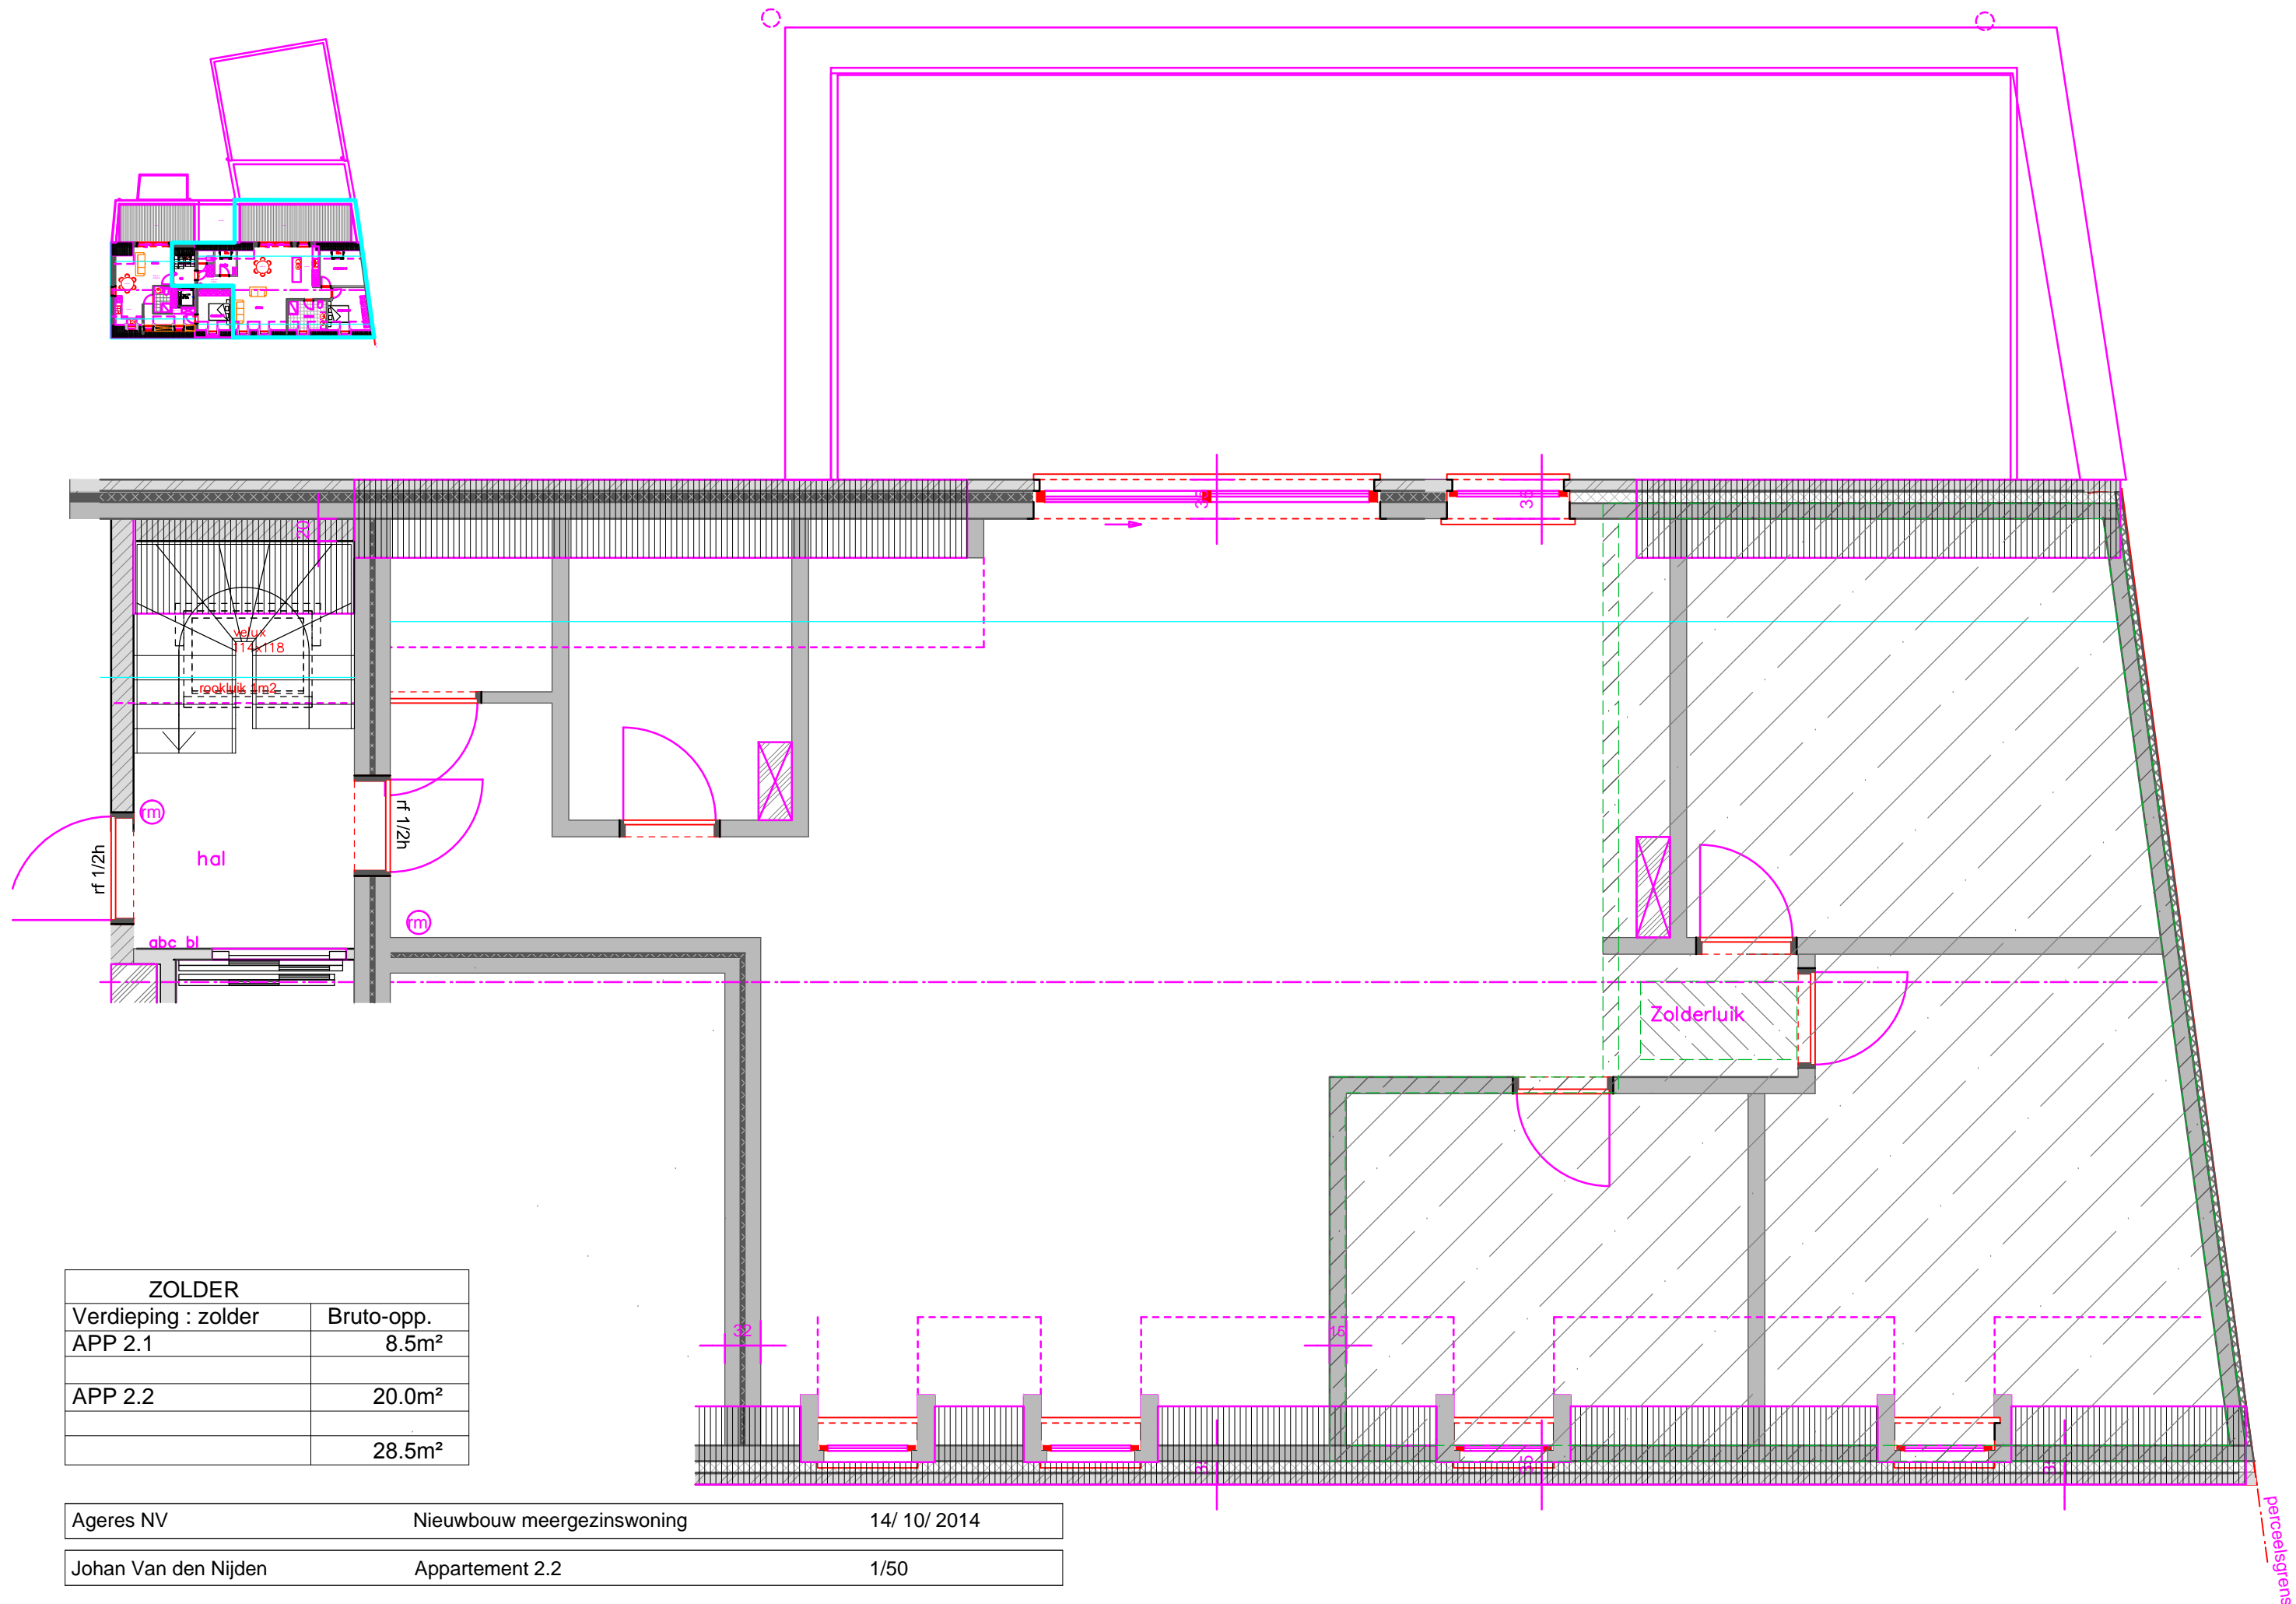 35
35
20
velux
114x118
rookluik 1m2
rm
rf 1/2h
hal
rf 1/2h
rm
abc bl
Zolderluik
32
15
35
ZOLDER
Verdieping : zolder Bruto-opp.
APP 2.1 8.5m²
APP 2.2 20.0m²
28.5m²
Ageres NV Nieuwbouw meergezinswoning 14/ 10/ 2014
Johan Van den Nijden Appartement 2.2 1/50
perceelsgrens